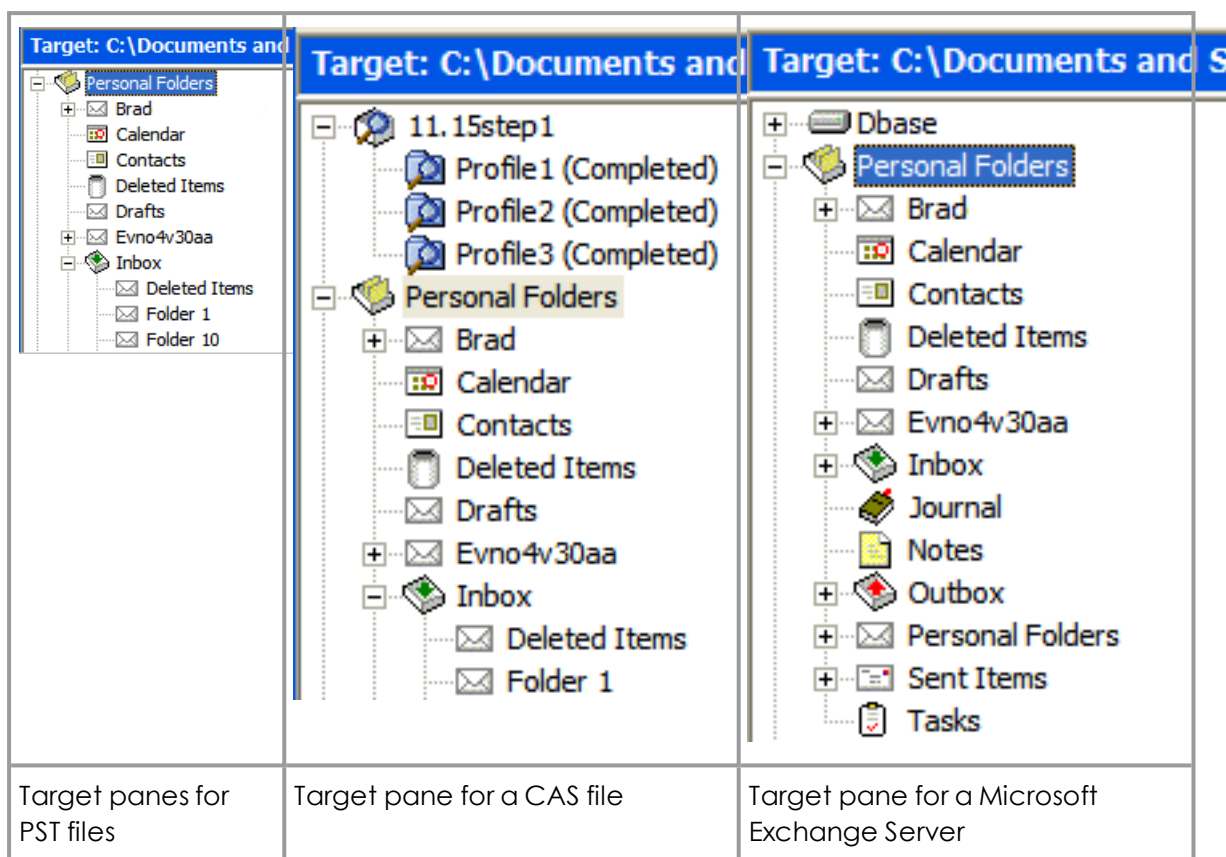 Target: C:\Documents and
Personal Folders
Brad
Calendar
Contacts
Deleted Items
Drafts
Evno4v30aa
Inbox
Deleted Items
Folder 1
Folder 10
Target: C:\Documents and
11.15step1
Profile1 (Completed)
Profile2 (Completed)
Profile3 (Completed)
Personal Folders
Brad
Calendar
Contacts
Deleted Items
Drafts
Evno4v30aa
Inbox
Deleted Items
Folder 1
Target: C:\Documents and S
Dbase
Personal Folders
Brad
Calendar
Contacts
Deleted Items
Drafts
Evno4v30aa
Inbox
Journal
Notes
Outbox
Personal Folders
Sent Items
Tasks
Target panes for
PST files
Target pane for a CAS file
Target pane for a Microsoft
Exchange Server